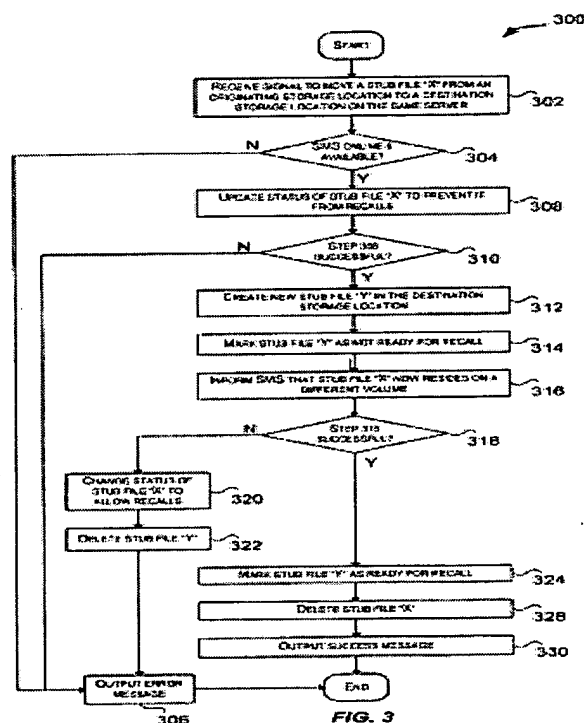 300
START
RECEIVE SIGNAL TO MOVE A STUB FILE "X" FROM AN
ORIGINATING STORAGE LOCATION TO A DESTINATION
STORAGE LOCATION ON THE SAME SERVER
302
N
SMS ONLINE &
AVAILABLE?
304
Y
UPDATE STATUS OF STUB FILE "X" TO PREVENT IT
FROM RECALLS
308
N
STEP 308
SUCCESSFUL?
310
Y
CREATE NEW STUB FILE "Y" IN THE DESTINATION
STORAGE LOCATION
312
MARK STUB FILE "Y" AS NOT READY FOR RECALL
314
INFORM SMS THAT STUB FILE "X" NOW RESIDES ON A
DIFFERENT VOLUME
316
N
STEP 316
SUCCESSFUL?
318
Y
CHANGE STATUS OF
STUB FILE "X" TO
ALLOW RECALLS
320
DELETE STUB FILE "Y"
322
MARK STUB FILE "Y" AS READY FOR RECALL
324
DELETE STUB FILE "X"
328
OUTPUT SUCCESS MESSAGE
330
OUTPUT ERROR
MESSAGE
306
END
FIG. 3